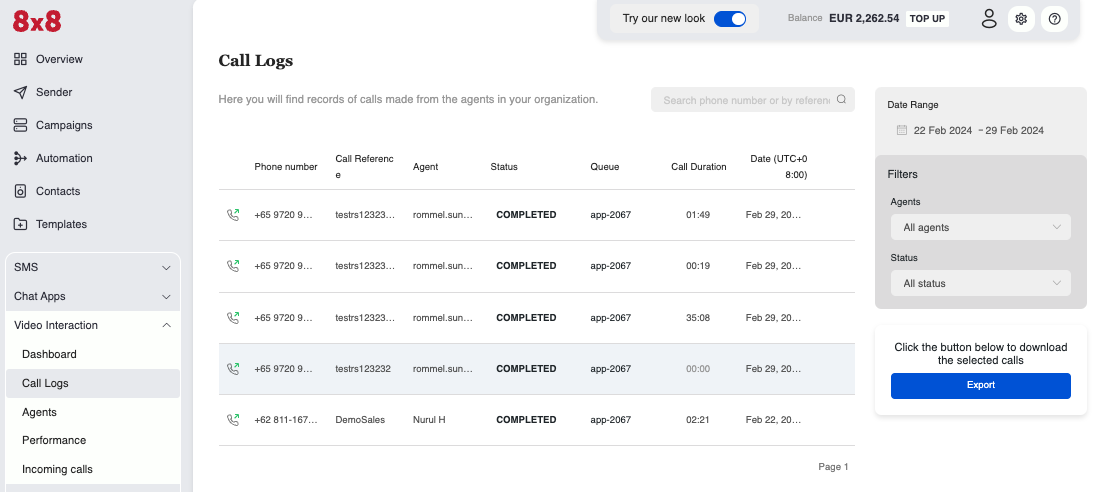 8x8
Try our new look
Balance EUR 2,262.54 TOP UP
Overview
Sender
Campaigns
Automation
Contacts
Templates
SMS
Chat Apps
Video Interaction
Dashboard
Call Logs
Agents
Performance
Incoming calls
Call Logs
Here you will find records of calls made from the agents in your organization.
Search phone number or by referen
Phone number Call Referenc
e Agent Status Queue Call Duration Date (UTC+0
8:00)
+65 9720 9... testrs12323... rommel.sun... COMPLETED app-2067 01:49 Feb 29, 20...
+65 9720 9... testrs12323... rommel.sun... COMPLETED app-2067 00:19 Feb 29, 20...
+65 9720 9... testrs12323... rommel.sun... COMPLETED app-2067 35:08 Feb 29, 20...
+65 9720 9... testrs123232 rommel.sun... COMPLETED app-2067 00:00 Feb 29, 20...
+62 811-167... DemoSales Nurul H COMPLETED app-2067 02:21 Feb 22, 20...
Page 1
Date Range
22 Feb 2024 - 29 Feb 2024
Filters
Agents
All agents
Status
All status
Click the button below to download
the selected calls
Export